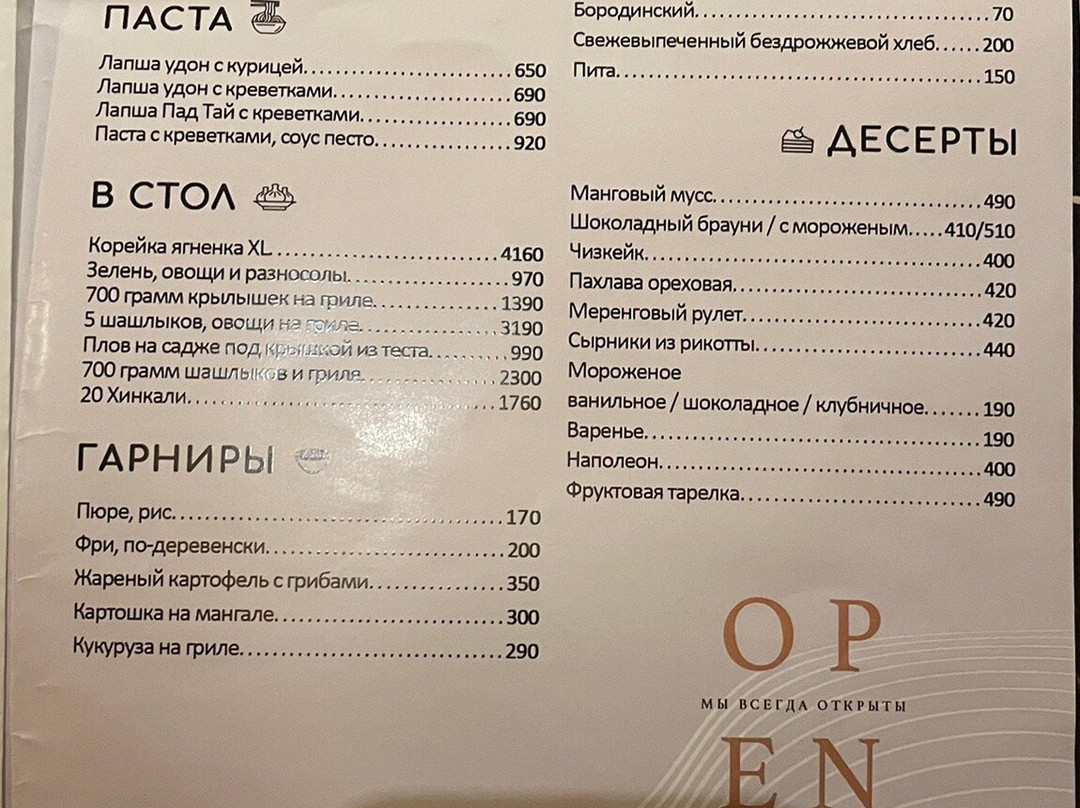 ПАСТА
Лапша удон с курицей 650
Лапша удон с креветками 690
Лапша Пад Тай с креветками 690
Паста с креветками, соус песто 920
В СТОЛ
Корейка ягненка XL 4160
Зелень, овощи и разносолы 970
700 грамм крылышек на гриле 1390
5 шашлыков, овощи на гриле 3190
Плов на садже под крышкой из теста 990
700 грамм шашлыков и гриля 2300
20 Хинкали 1760
ГАРНИРЫ
Пюре, рис 170
Фри, по-деревенски 200
Жареный картофель с грибами 350
Картошка на мангале 300
Кукуруза на гриле 290
Бородинский 70
Свежевыпеченный бездрожжевой хлеб 200
Пита 150
ДЕСЕРТЫ
Манговый мусс 490
Шоколадный брауни / с мороженым 410/510
Чизкейк 400
Пахлава ореховая 420
Меренговый рулет 420
Сырники из рикотты 440
Мороженое
ванильное / шоколадное / клубничное 190
Варенье 190
Наполеон 400
Фруктовая тарелка 490
OP
МЫ ВСЕГДА ОТКРЫТЫ
EN